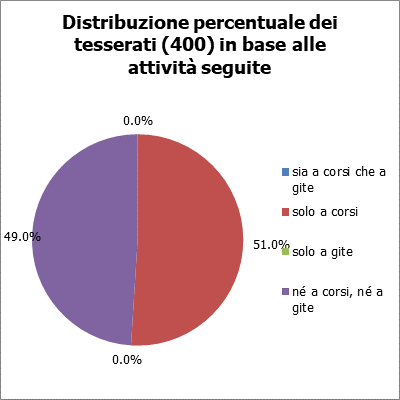 Distribuzione percentuale dei
tesserati (400) in base alle
attività seguite
0.0%
sia a corsi che a
gite
solo a corsi
49.0%
51.0%
solo a gite
né a corsi, né a
gite
0.0%